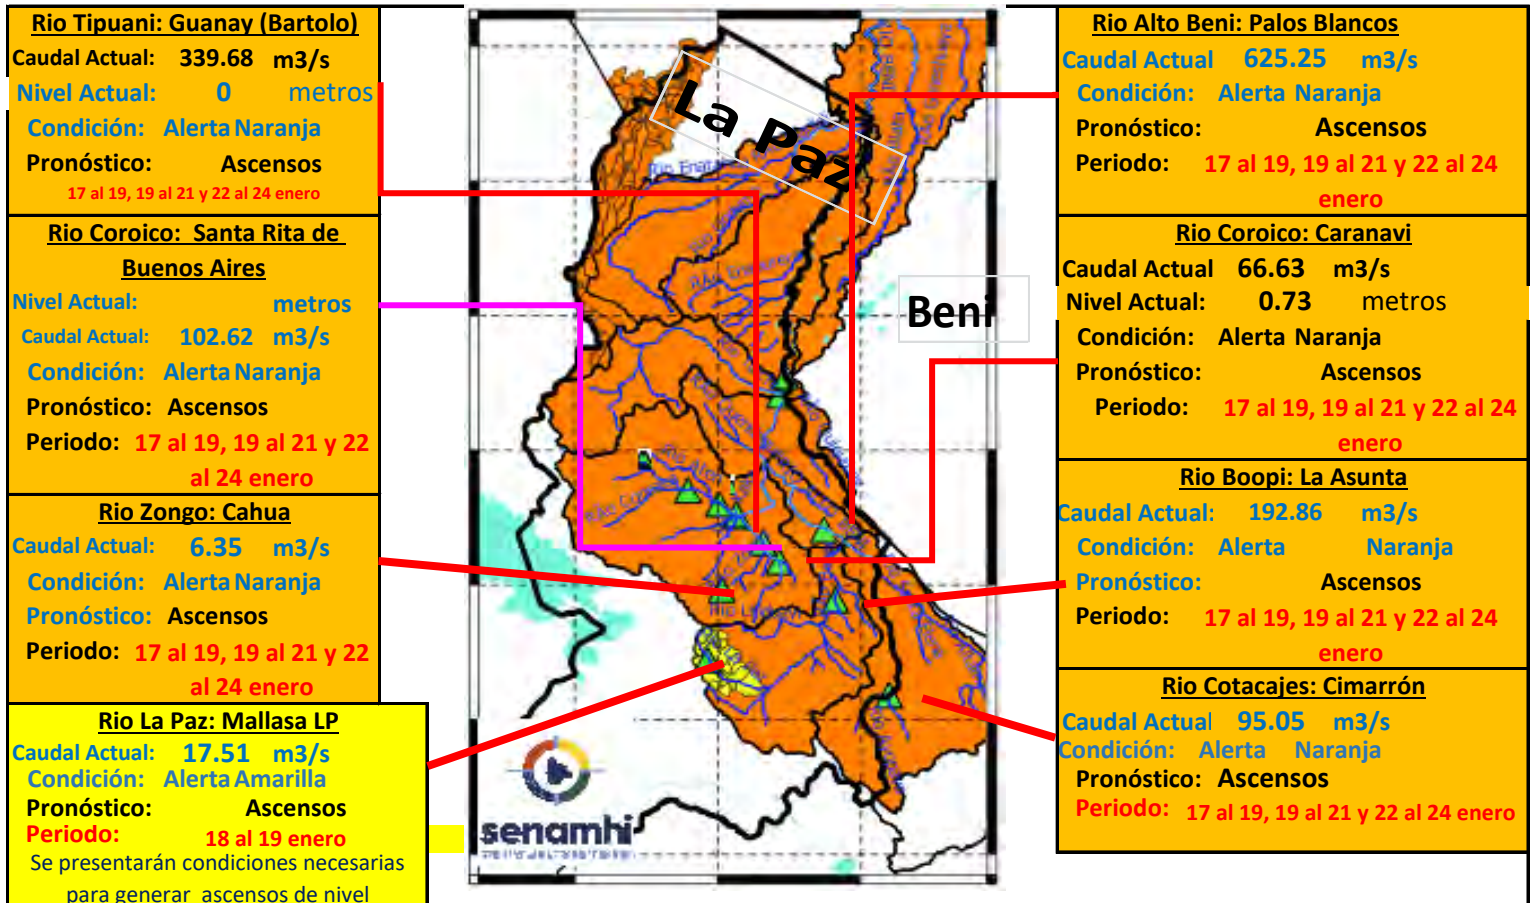 Rio Tipuani: Guanay (Bartolo)
Caudal Actual: 339.68 m3/s
Nivel Actual: 0 metros
Condición: Alerta Naranja
Pronóstico: Ascensos
17 al 19, 19 al 21 y 22 al 24 enero
Rio Coroico: Santa Rita de
Buenos Aires
Nivel Actual: metros
Caudal Actual: 102.62 m3/s
Condición: Alerta Naranja
Pronóstico: Ascensos
Periodo: 17 al 19, 19 al 21 y 22
al 24 enero
Rio Zongo: Cahua
Caudal Actual: 6.35 m3/s
Condición: Alerta Naranja
Pronóstico: Ascensos
Periodo: 17 al 19, 19 al 21 y 22
al 24 enero
Rio La Paz: Mallasa LP
Caudal Actual: 17.51 m3/s
Condición: Alerta Amarilla
Pronóstico: Ascensos
Periodo: 18 al 19 enero
Se presentarán condiciones necesarias
para generar ascensos de nivel
La Paz
Beni
senamhi
Rio Alto Beni: Palos Blancos
Caudal Actual 625.25 m3/s
Condición: Alerta Naranja
Pronóstico: Ascensos
Periodo: 17 al 19, 19 al 21 y 22 al 24
enero
Rio Coroico: Caranavi
Caudal Actual 66.63 m3/s
Nivel Actual: 0.73 metros
Condición: Alerta Naranja
Pronóstico: Ascensos
Periodo: 17 al 19, 19 al 21 y 22 al 24
enero
Rio Boopi: La Asunta
Caudal Actual: 192.86 m3/s
Condición: Alerta Naranja
Pronóstico: Ascensos
Periodo: 17 al 19, 19 al 21 y 22 al 24
enero
Rio Cotacajes: Cimarrón
Caudal Actual 95.05 m3/s
Condición: Alerta Naranja
Pronóstico: Ascensos
Periodo: 17 al 19, 19 al 21 y 22 al 24 enero